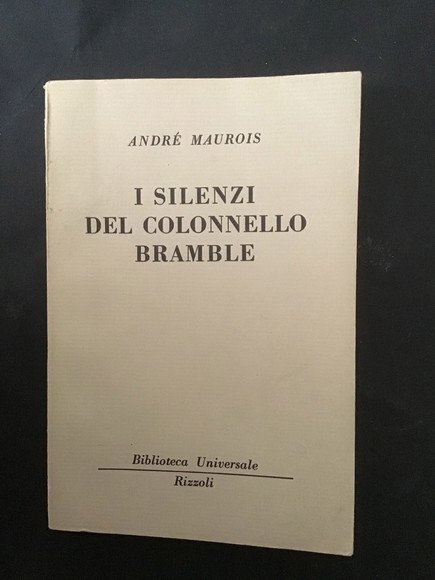 ANDRÉ MAUROIS
I SILENZI
DEL COLONNELLO
BRAMBLE
Biblioteca Universale
Rizzoli